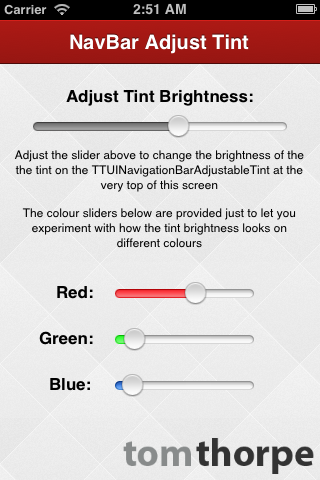 Carrier 2:51 AM
NavBar Adjust Tint
Adjust Tint Brightness:
Adjust the slider above to change the brightness of the
the tint on the TTUINavigationBarAdjustableTint at the
very top of this screen
The colour sliders below are provided just to let you
experiment with how the tint brightness looks on
different colours
Red:
Green:
Blue:
tomthorpe